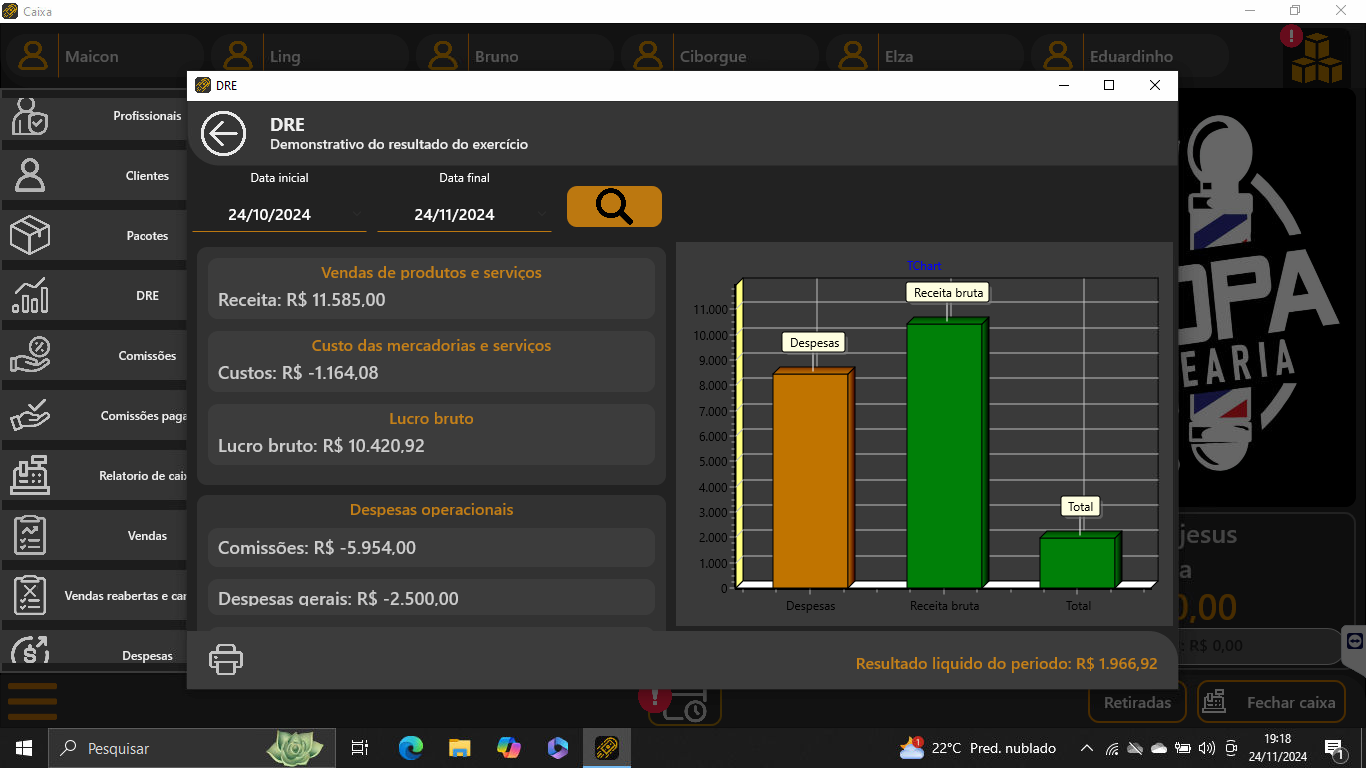 Caixa
Maicon
Ling
Bruno
Ciborgue
Elza
Eduardinho
!
DRE
DRE
Demonstrativo do resultado do exercício
Profissionais
Clientes
Pacotes
DRE
Comissões
Comissões paga
Relatorio de caix
Vendas
Vendas reabertas e can
Despesas
Data inicial
Data final
24/10/2024
24/11/2024
Vendas de produtos e serviços
Receita: R$ 11.585,00
Custo das mercadorias e serviços
Custos: R$ -1.164,08
Lucro bruto
Lucro bruto: R$ 10.420,92
Despesas operacionais
Comissões: R$ -5.954,00
Despesas gerais: R$ -2.500,00
TChart
11.000
10.000
9.000
8.000
7.000
6.000
5.000
4.000
3.000
2.000
1.000
0
Despesas
Receita bruta
Total
Despesas
Receita bruta
Total
Resultado liquido do periodo: R$ 1.966,92
OPA
EARIA
jesus
a
0,00
: R$ 0,00
!
Retiradas
Fechar caixa
Pesquisar
1
22°C Pred. nublado
19:18
24/11/2024
1